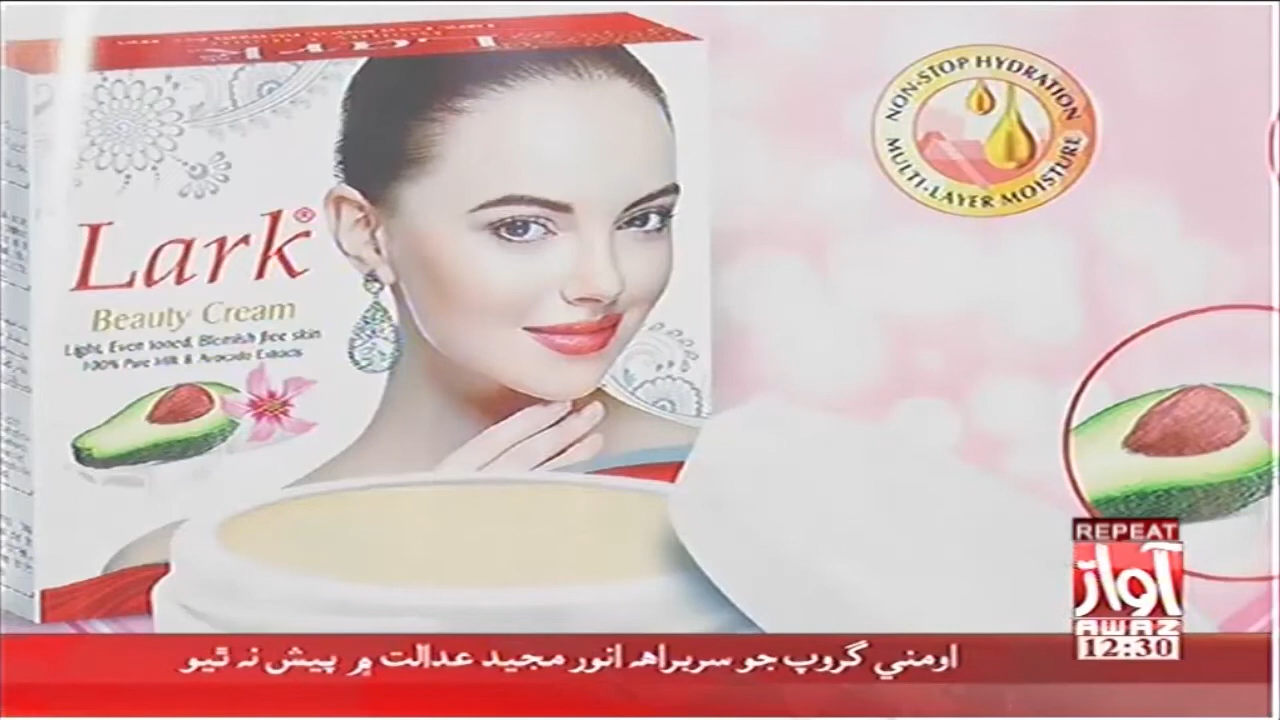 Lark®
Beauty Cream
Light, Even toned, Blemish free skin
100% Pure Milk & Avocado Extracts
NON-STOP HYDRATION
MULTI-LAYER MOISTURE
REPEAT
آواز
AWAZ
12:30
اومني گروپ جو سربراهہ انور مجيد عدالت ۾ پيش نہ ٿيو